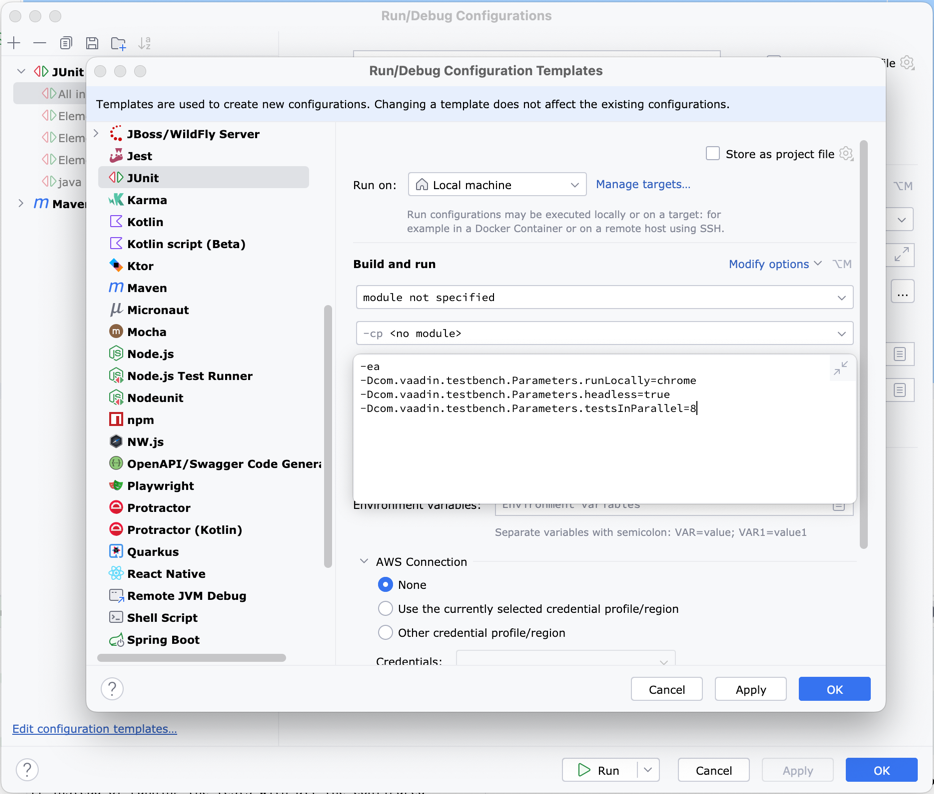 Run/Debug Configurations
JUnit
All in
Elem
Elem
Elem
java
Maven
Run/Debug Configuration Templates
Templates are used to create new configurations. Changing a template does not affect the existing configurations.
JBoss/WildFly Server
Jest
JUnit
Karma
Kotlin
Kotlin script (Beta)
Ktor
Maven
Micronaut
Mocha
Node.js
Node.js Test Runner
Nodeunit
npm
NW.js
OpenAPI/Swagger Code Genera
Playwright
Protractor
Protractor (Kotlin)
Quarkus
React Native
Remote JVM Debug
Shell Script
Spring Boot
Store as project file
Run on:
Local machine
Manage targets...
Run configurations may be executed locally or on a target: for
example in a Docker Container or on a remote host using SSH.
Build and run
Modify options
⌥M
module not specified
-cp <no module>
-ea
-Dcom.vaadin.testbench.Parameters.runLocally=chrome
-Dcom.vaadin.testbench.Parameters.headless=true
-Dcom.vaadin.testbench.Parameters.testsInParallel=8
Environment variables:
Environment variables
Separate variables with semicolon: VAR=value; VAR1=value1
AWS Connection
None
Use the currently selected credential profile/region
Other credential profile/region
Credentials:
?
Cancel
Apply
OK
ile
⌥M
...
Edit configuration templates...
?
Run
Cancel
Apply
OK